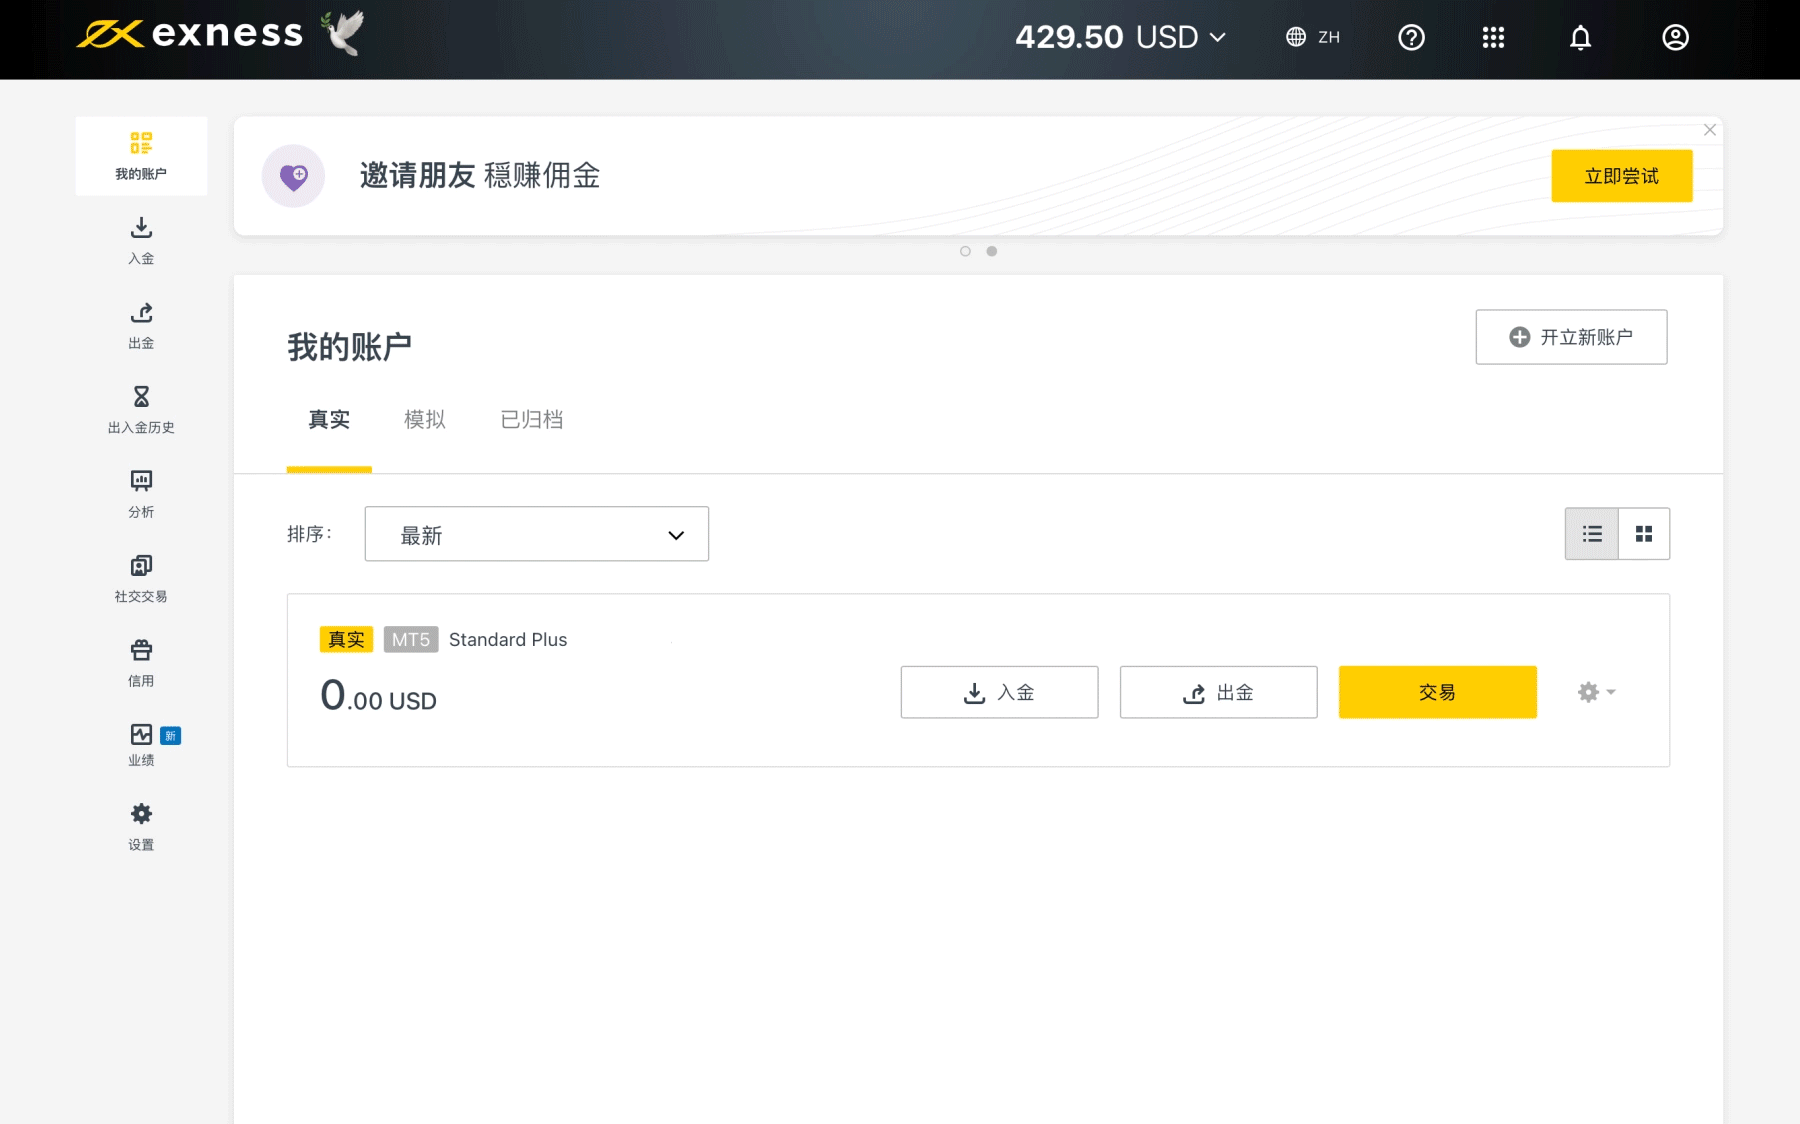 exness
429.50 USD
ZH
我的账户
入金
出金
出入金历史
分析
社交交易
信用
新
业绩
设置
邀请朋友 穩赚佣金
立即尝试
我的账户
开立新账户
真实 模拟 已归档
排序: 最新
真实 MT5 Standard Plus
0.00 USD
入金 出金 交易